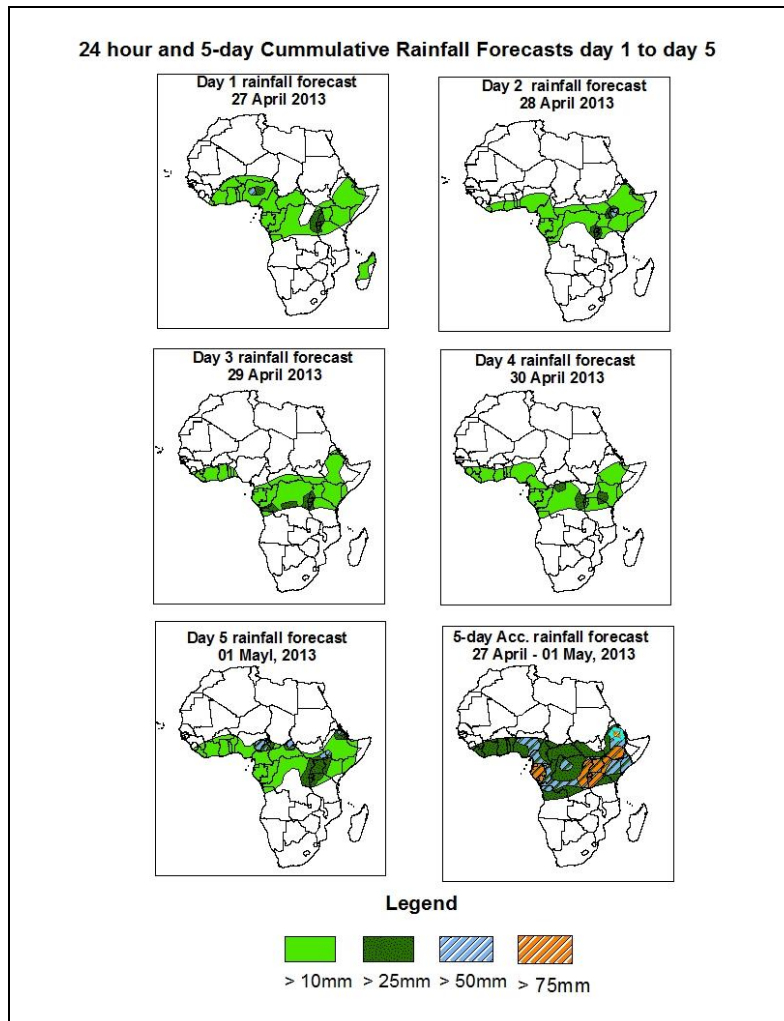 24 hour and 5-day Cummulative Rainfall Forecasts day 1 to day 5
Day 1 rainfall forecast
27 April 2013
Day 2 rainfall forecast
28 April 2013
Day 3 rainfall forecast
29 April 2013
Day 4 rainfall forecast
30 April 2013
Day 5 rainfall forecast
01 Mayl, 2013
5-day Acc. rainfall forecast
27 April - 01 May, 2013
Legend
> 10mm > 25mm > 50mm > 75mm